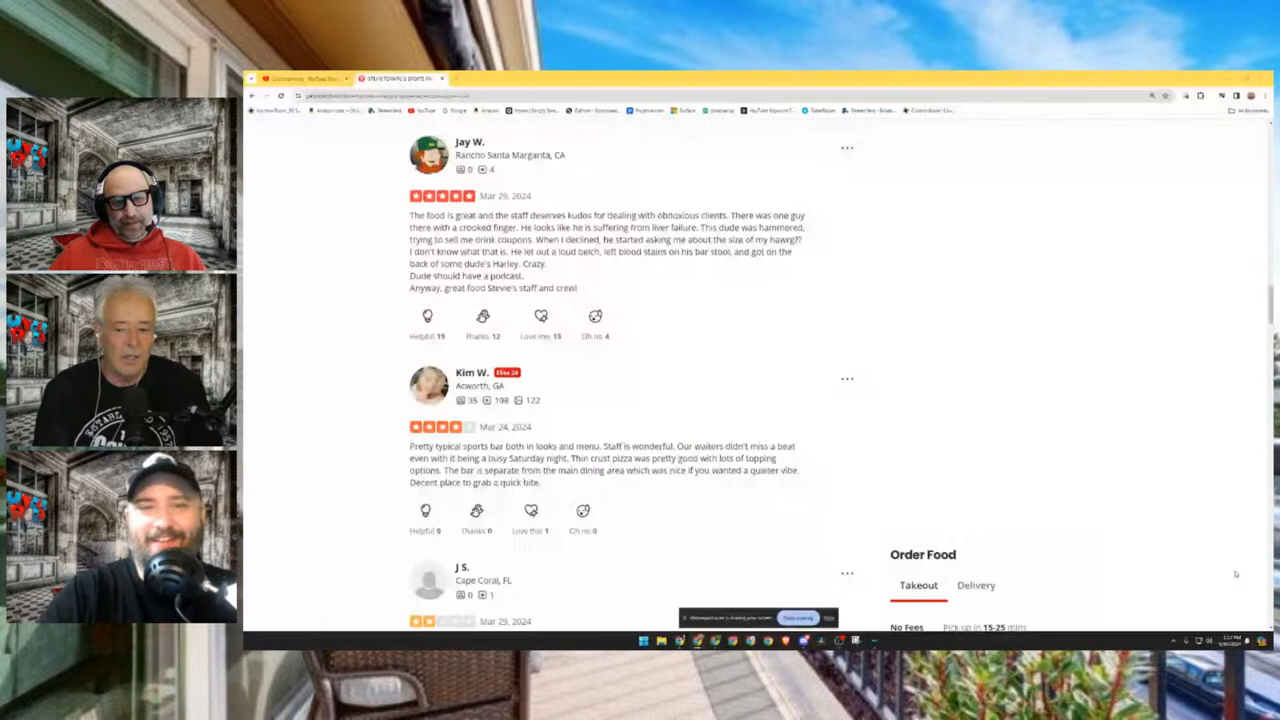 STEVIE TOMATO'S SPORTS PA
Jay W.
Rancho Santa Margarita, CA
0 4
Mar 29, 2024
The food is great and the staff deserves kudos for dealing with obnoxious clients. There was one guy
there with a crooked finger. He looks like he is suffering from liver failure. This dude was hammered,
trying to sell me drink coupons. When I declined, he started asking me about the size of my hawrg??
I don't know what that is. He let out a loud belch, left blood stains on his bar stool, and got on the
back of some dude's Harley. Crazy.
Dude should have a podcast.
Anyway, great food Stevie's staff and crew!
Helpful 19 Thanks 12 Love this 13 Oh no 4
Kim W. Elite 24
Acworth, GA
35 198 122
Mar 24, 2024
Pretty typical sports bar both in looks and menu. Staff is wonderful. Our waiters didn't miss a beat
even with it being a busy Saturday night. Thin crust pizza was pretty good with lots of topping
options. The bar is separate from the main dining area which was nice if you wanted a quieter vibe.
Decent place to grab a quick bite.
Helpful 0 Thanks 0 Love this 1 Oh no 0
J S.
Cape Coral, FL
0 1
Mar 29, 2024
Order Food
Takeout Delivery
No Fees Pick up in 15-25 mins
Stop sharing Hide
ESTABL
1957